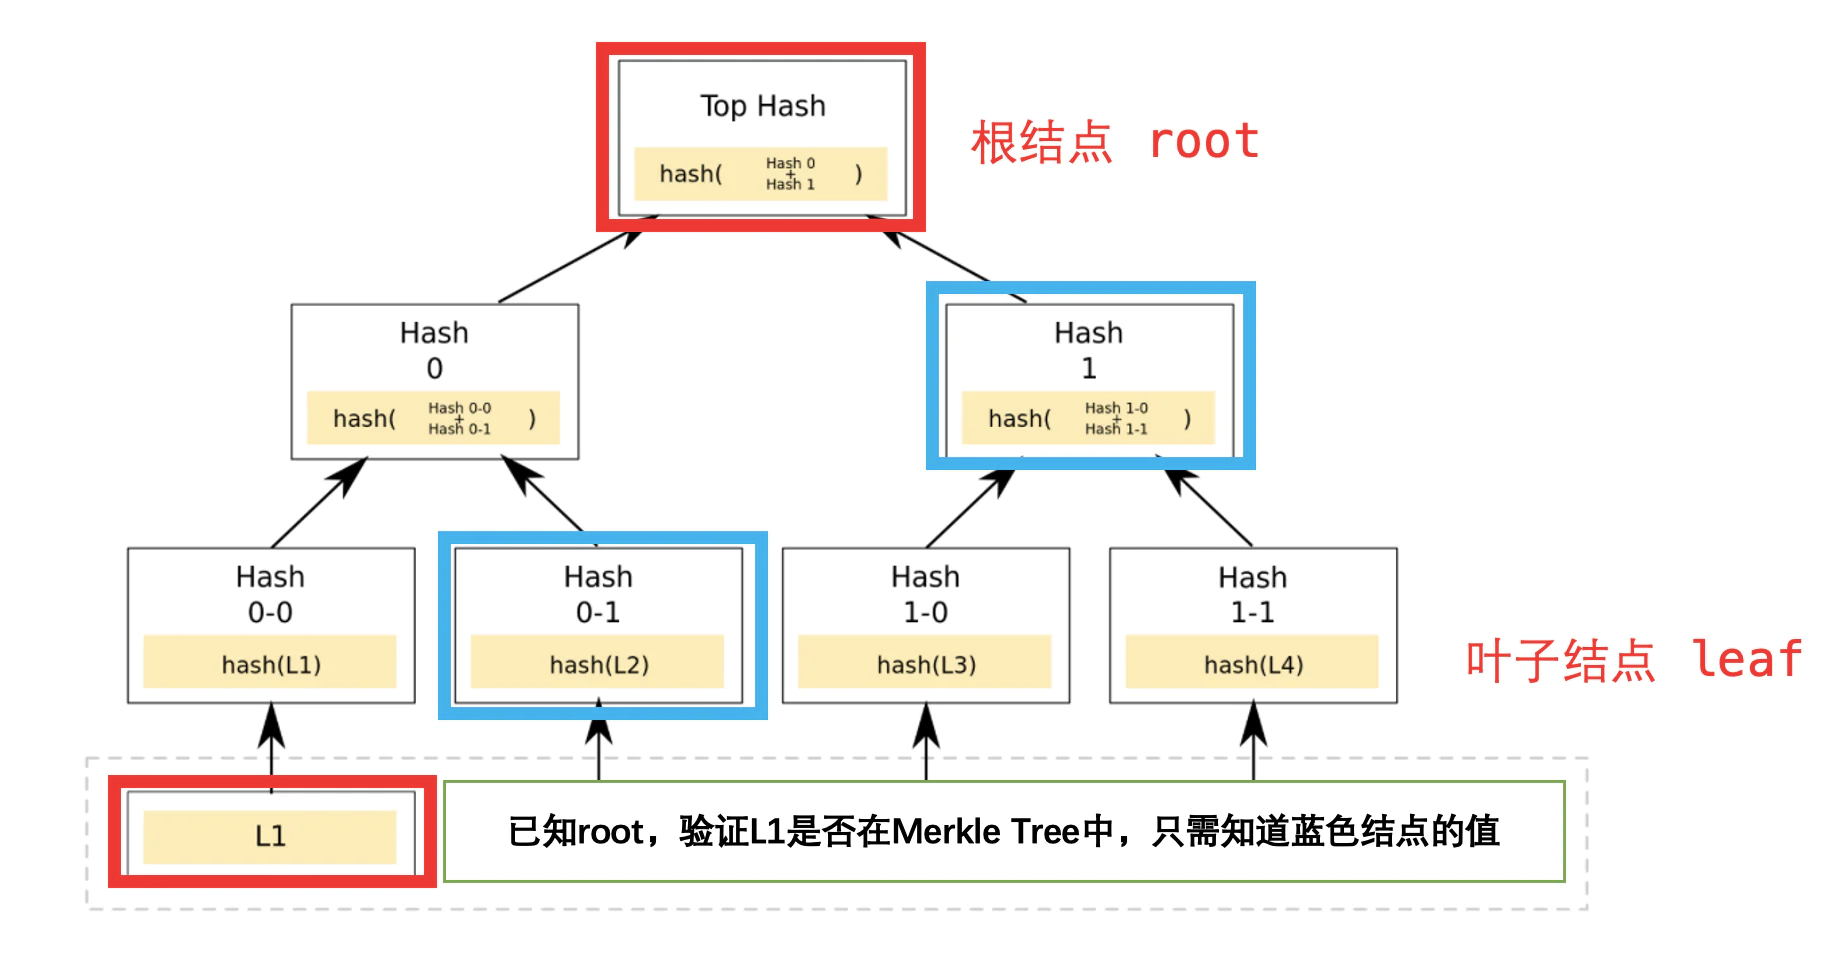 Top Hash
hash( Hash 0 + Hash 1 )
根结点 root
Hash
0
hash( Hash 0-0 + Hash 0-1 )
Hash
1
hash( Hash 1-0 + Hash 1-1 )
Hash
0-0
hash(L1)
Hash
0-1
hash(L2)
Hash
1-0
hash(L3)
Hash
1-1
hash(L4)
叶子结点 leaf
L1
已知root，验证L1是否在Merkle Tree中，只需知道蓝色结点的值